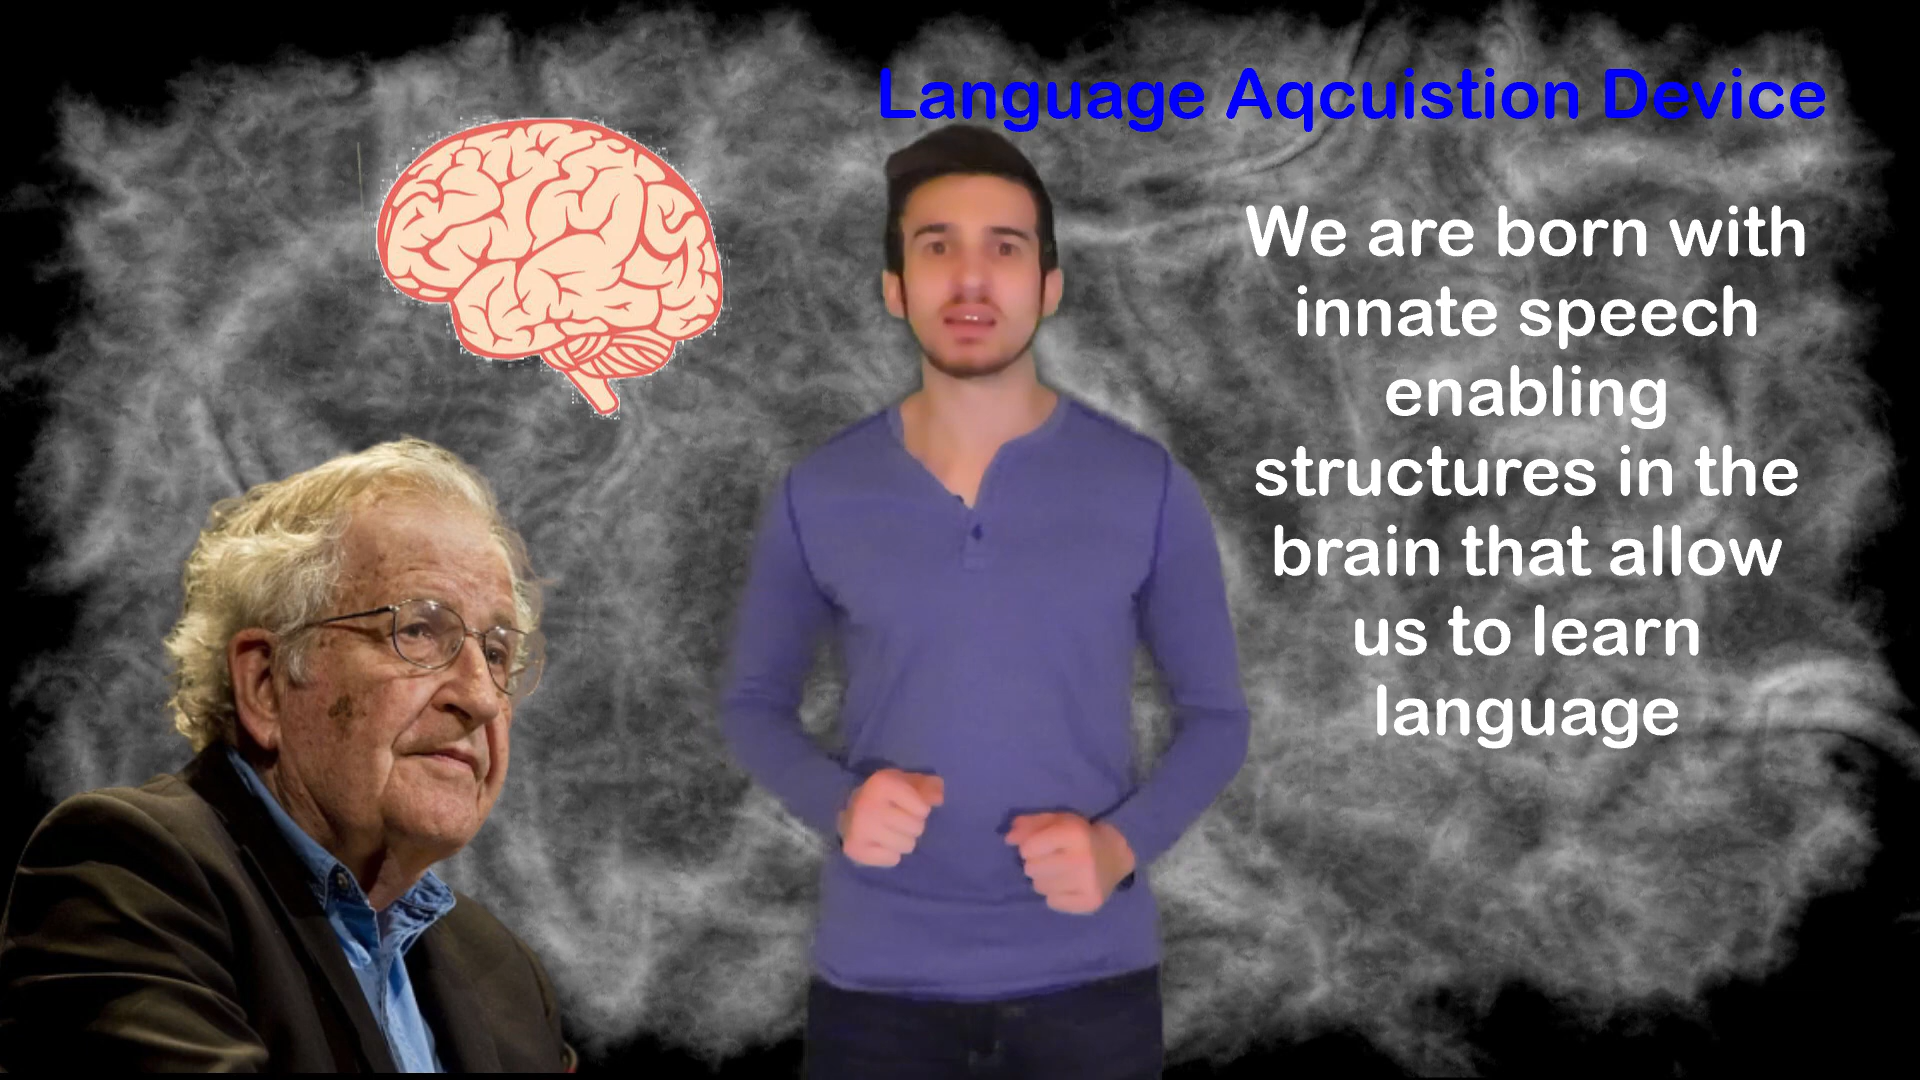 Language Aqcuistion Device
We are born with
innate speech
enabling
structures in the
brain that allow
us to learn
language